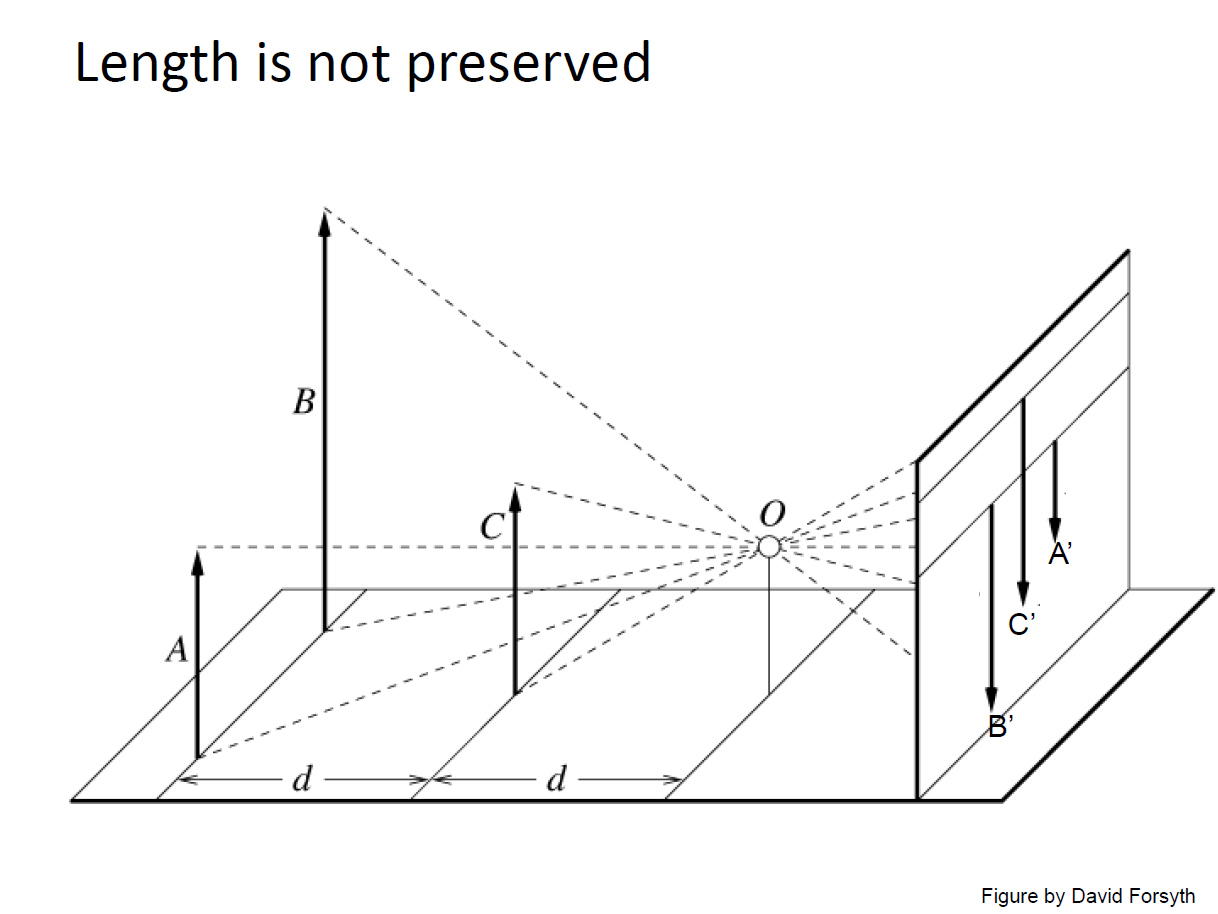 Length is not preserved
B
C
O
A
A’
C’
B’
d
d
Figure by David Forsyth